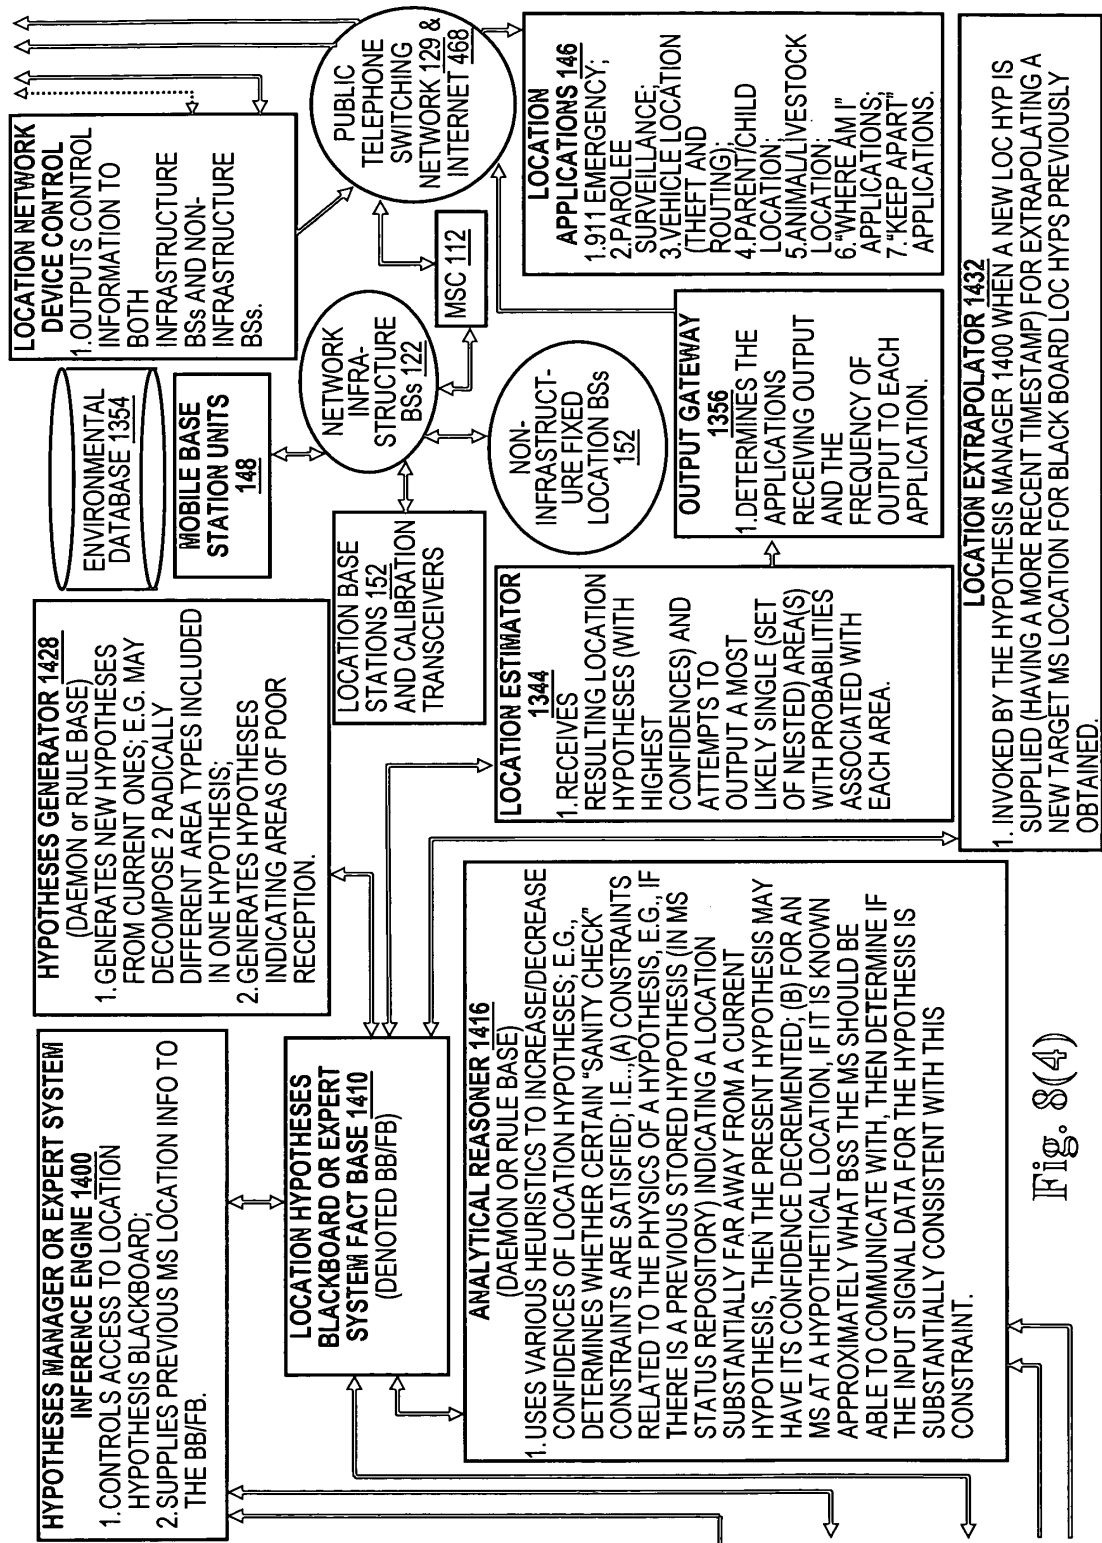 HYPOTHESES MANAGER OR EXPERT SYSTEM
INFERENCE ENGINE 1400
1. CONTROLS ACCESS TO LOCATION
HYPOTHESIS BLACKBOARD;
2. SUPPLIES PREVIOUS MS LOCATION INFO TO
THE BB/FB.
HYPOTHESES GENERATOR 1428
(DAEMON or RULE BASE)
1. GENERATES NEW HYPOTHESES
FROM CURRENT ONES; E.G. MAY
DECOMPOSE 2 RADICALLY
DIFFERENT AREA TYPES INCLUDED
IN ONE HYPOTHESIS;
2. GENERATES HYPOTHESES
INDICATING AREAS OF POOR
RECEPTION.
ENVIRONMENTAL
DATABASE 1354
MOBILE BASE
STATION UNITS
148
LOCATION NETWORK
DEVICE CONTROL
1. OUTPUTS CONTROL
INFORMATION TO
BOTH
INFRASTRUCTURE
BSs AND NON-
INFRASTRUCTURE
BSs.
LOCATION HYPOTHESES
BLACKBOARD OR EXPERT
SYSTEM FACT BASE 1410
(DENOTED BB/FB)
LOCATION BASE
STATIONS 152
AND CALIBRATION
TRANSCEIVERS
NETWORK
INFRA-
STRUCTURE
BSs 122
PUBLIC
TELEPHONE
SWITCHING
NETWORK 129 &
INTERNET 468
MSC 112
NON-
INFRASTRUCT-
URE FIXED
LOCATION BSs
152
ANALYTICAL REASONER 1416
(DAEMON OR RULE BASE)
1. USES VARIOUS HEURISTICS TO INCREASE/DECREASE
CONFIDENCES OF LOCATION HYPOTHESES; E.G.,
DETERMINES WHETHER CERTAIN "SANITY CHECK"
CONSTRAINTS ARE SATISFIED; I.E.,.,(A) CONSTRAINTS
RELATED TO THE PHYSICS OF A HYPOTHESIS, E.G., IF
THERE IS A PREVIOUS STORED HYPOTHESIS (IN MS
STATUS REPOSITORY) INDICATING A LOCATION
SUBSTANTIALLY FAR AWAY FROM A CURRENT
HYPOTHESIS, THEN THE PRESENT HYPOTHESIS MAY
HAVE ITS CONFIDENCE DECREMENTED; (B) FOR AN
MS AT A HYPOTHETICAL LOCATION, IF IT IS KNOWN
APPROXIMATELY WHAT BSS THE MS SHOULD BE
ABLE TO COMMUNICATE WITH, THEN DETERMINE IF
THE INPUT SIGNAL DATA FOR THE HYPOTHESIS IS
SUBSTANTIALLY CONSISTENT WITH THIS
CONSTRAINT.
LOCATION ESTIMATOR
1344
1. RECEIVES
RESULTING LOCATION
HYPOTHESES (WITH
HIGHEST
CONFIDENCES) AND
ATTEMPTS TO
OUTPUT A MOST
LIKELY SINGLE (SET
OF NESTED) AREA(S)
WITH PROBABILITIES
ASSOCIATED WITH
EACH AREA.
OUTPUT GATEWAY
1356
1. DETERMINES THE
APPLICATIONS
RECEIVING OUTPUT
AND THE
FREQUENCY OF
OUTPUT TO EACH
APPLICATION.
LOCATION
APPLICATIONS 146
1.911 EMERGENCY;
2. PAROLEE
SURVEILLANCE;
3. VEHICLE LOCATION
(THEFT AND
ROUTING);
4. PARENT/CHILD
LOCATION;
5. ANIMAL/LIVESTOCK
LOCATION;
6. "WHERE AM I"
APPLICATIONS;
7. "KEEP APART"
APPLICATIONS.
LOCATION EXTRAPOLATOR 1432
1. INVOKED BY THE HYPOTHESIS MANAGER 1400 WHEN A NEW LOC HYP IS
SUPPLIED (HAVING A MORE RECENT TIMESTAMP) FOR EXTRAPOLATING A
NEW TARGET MS LOCATION FOR BLACK BOARD LOC HYPS PREVIOUSLY
OBTAINED.
Fig. 8(4)